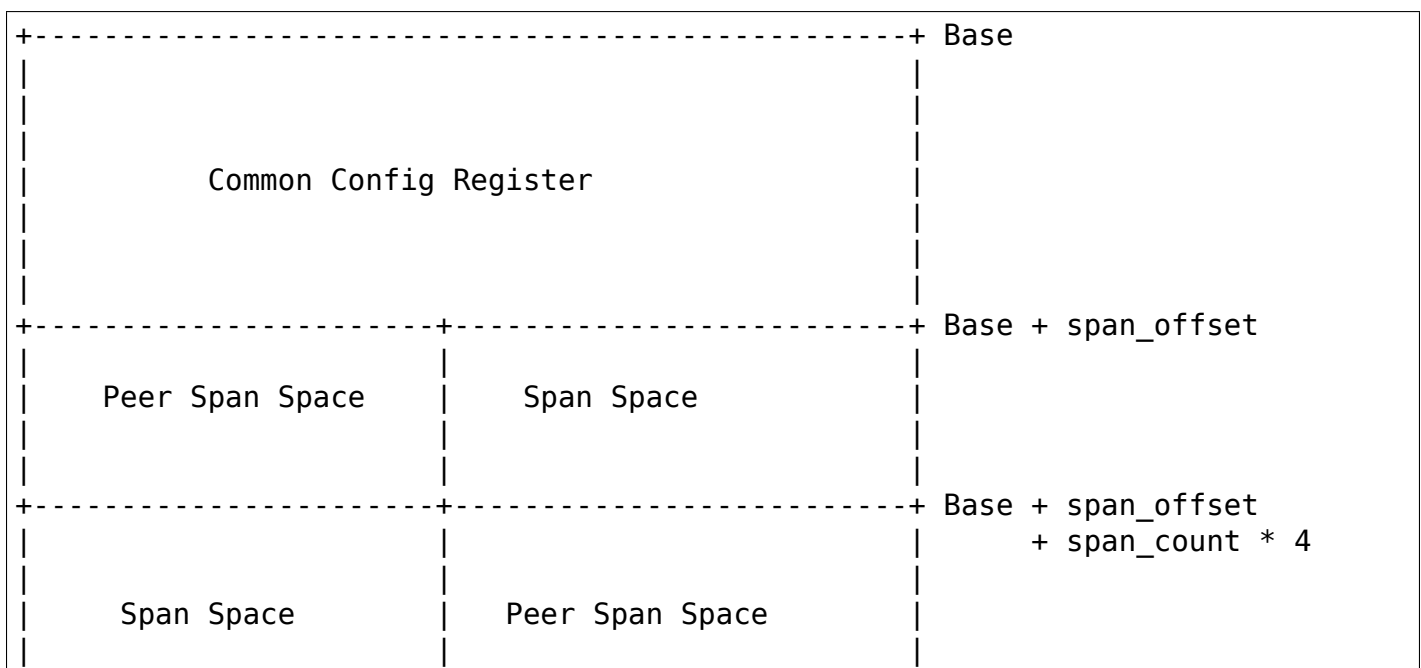 +--------------------------------------------------+ Base
|                                                  |
|                                                  |
|                                                  |
|          Common Config Register                  |
|                                                  |
|                                                  |
|                                                  |
+-----------------------+--------------------------+ Base + span_offset
|                       |                          |
|    Peer Span Space    |    Span Space            |
|                       |                          |
|                       |                          |
+-----------------------+--------------------------+ Base + span_offset
|                       |                          |      + span_count * 4
|                       |                          |
|     Span Space        |   Peer Span Space        |
|                       |                          |